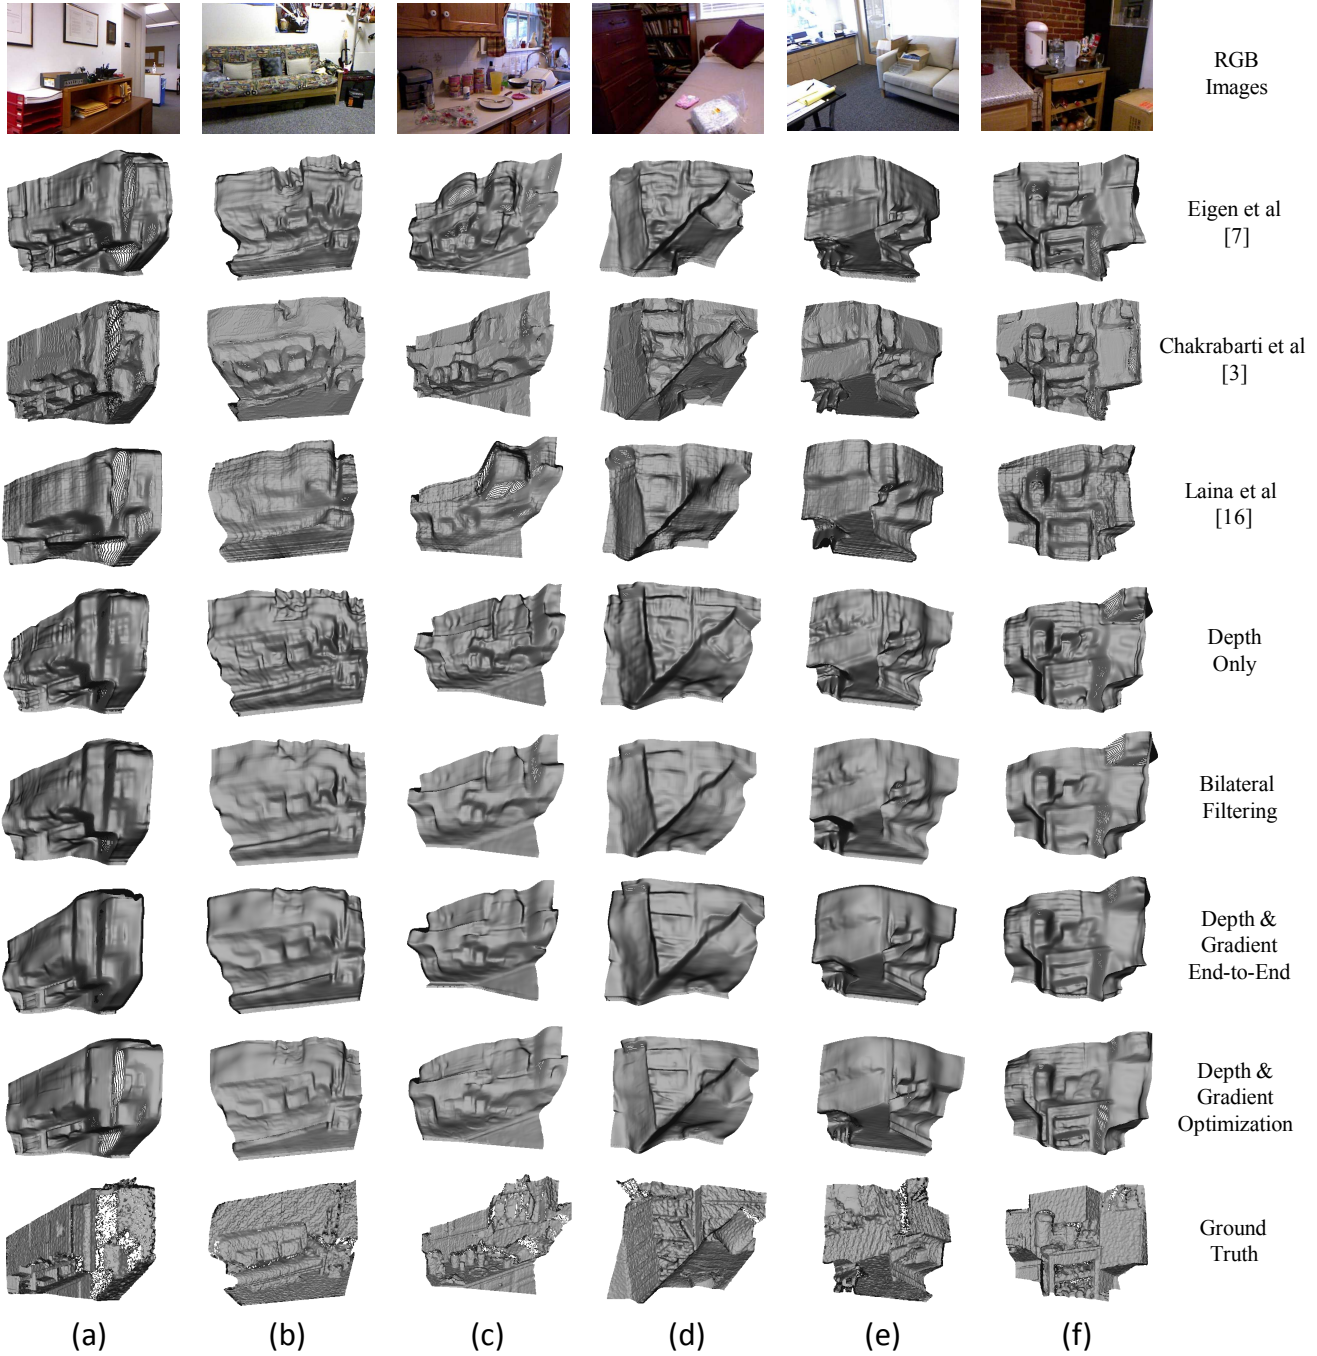 RGB
Images
Eigen et al
[7]
Chakrabarti et al
[3]
Laina et al
[16]
Depth
Only
Bilateral
Filtering
Depth &
Gradient
End-to-End
Depth &
Gradient
Optimization
Ground
Truth
(a) (b) (c) (d) (e) (f)